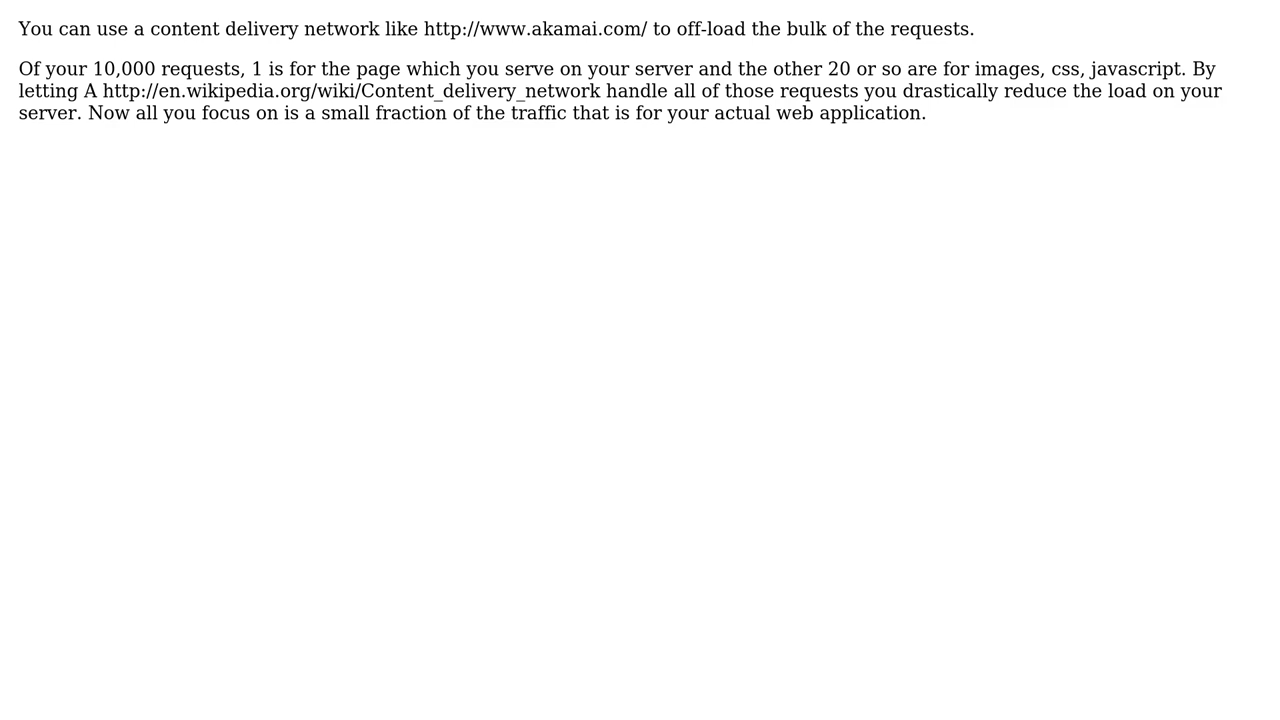 You can use a content delivery network like http://www.akamai.com/ to off-load the bulk of the requests.
Of your 10,000 requests, 1 is for the page which you serve on your server and the other 20 or so are for images, css, javascript. By
letting A http://en.wikipedia.org/wiki/Content_delivery_network handle all of those requests you drastically reduce the load on your
server. Now all you focus on is a small fraction of the traffic that is for your actual web application.